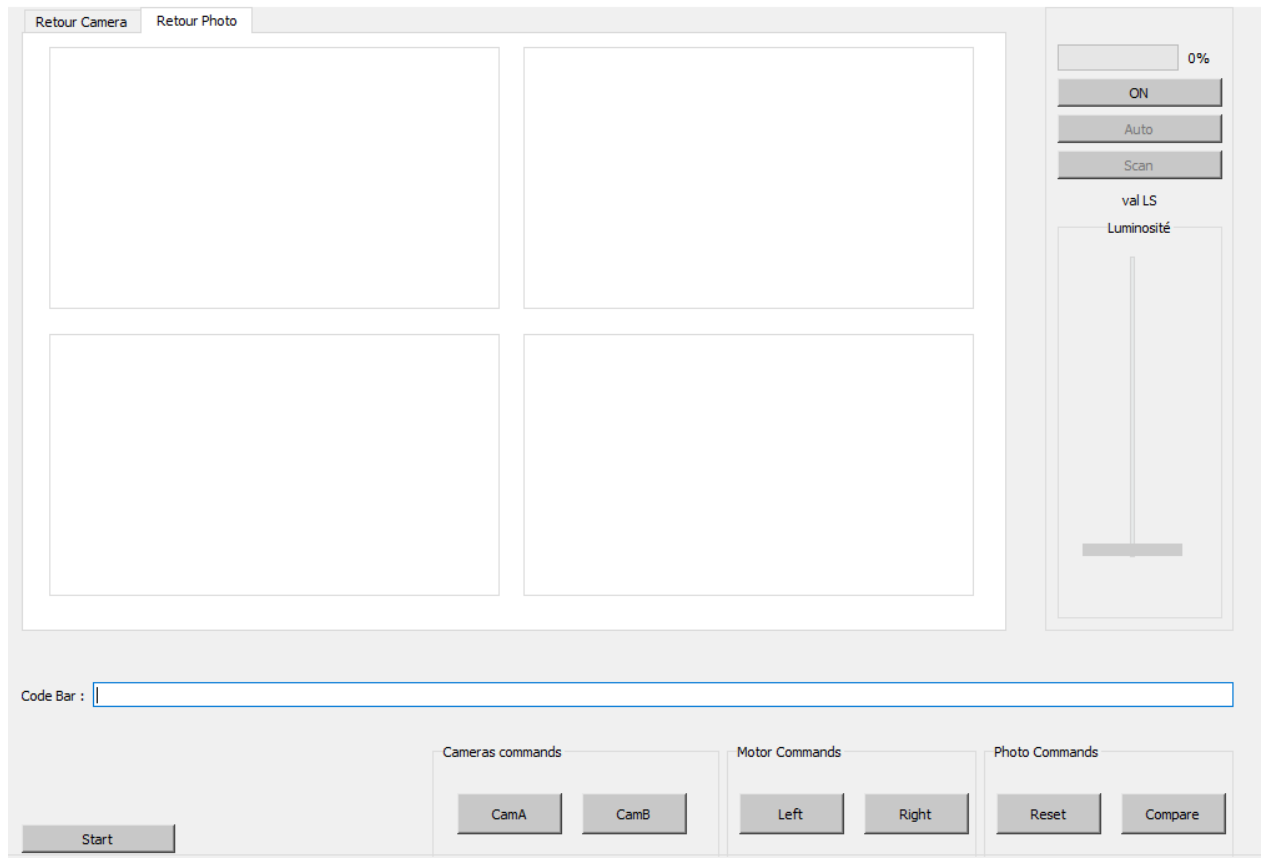 Retour Camera
Retour Photo
0%
ON
Auto
Scan
val LS
Luminosité
Code Bar :
Cameras commands
CamA
CamB
Motor Commands
Left
Right
Photo Commands
Reset
Compare
Start